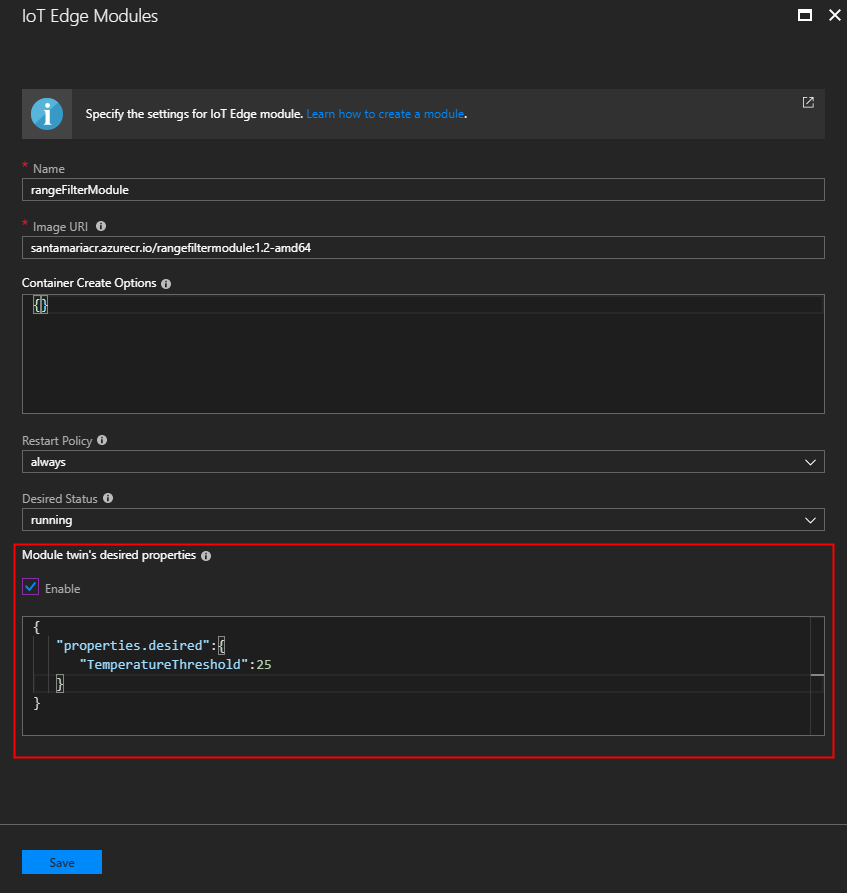 IoT Edge Modules
Specify the settings for IoT Edge module. Learn how to create a module.
* Name
rangeFilterModule
* Image URI
santamariacr.azurecr.io/rangefiltermodule:1.2-amd64
Container Create Options
{}
Restart Policy
always
Desired Status
running
Module twin's desired properties
Enable
{
"properties.desired":{
"TemperatureThreshold":25
}
}
Save